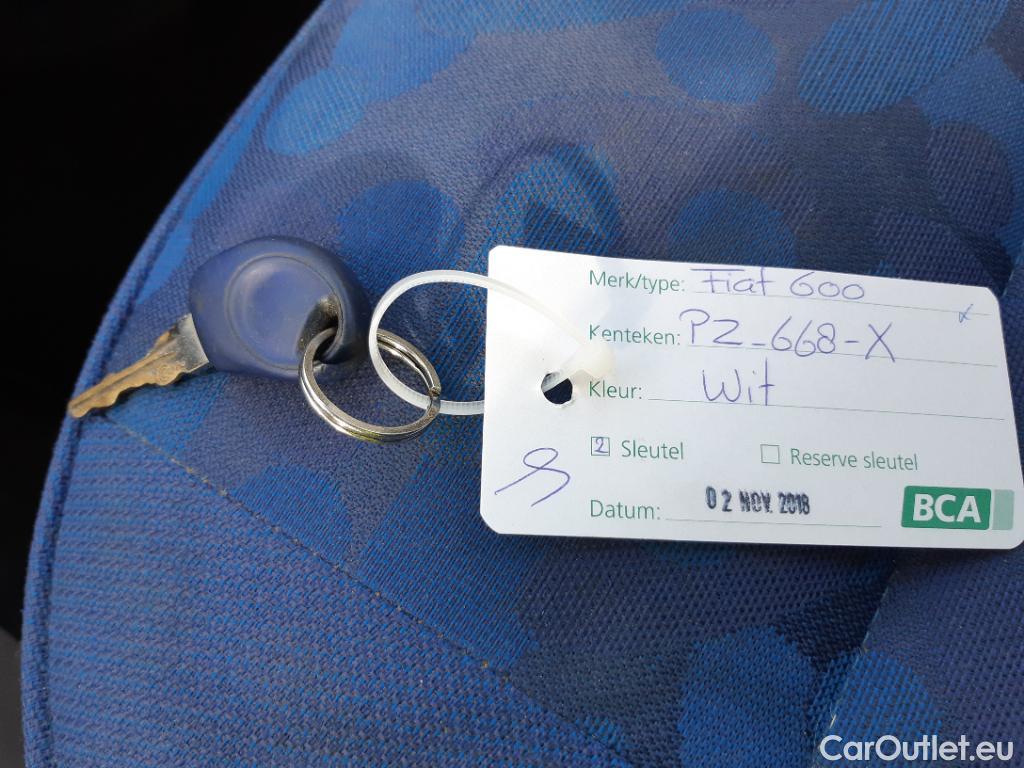 Merk/type: Fiat 600
Kenteken: PZ-668-X
Kleur: Wit
2 Sleutel Reserve sleutel
Datum: 02 NOV. 2018
BCA
CarOutlet.eu